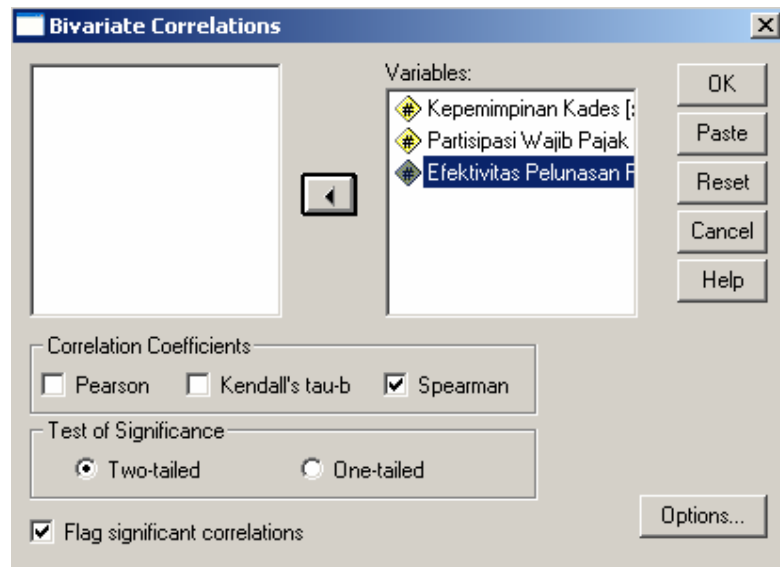 Bivariate Correlations
Variables:
Kepemimpinan Kades [
Partisipasi Wajib Pajak
Efektivitas Pelunasan
OK
Paste
Reset
Cancel
Help
Correlation Coefficients
Pearson Kendall's tau-b Spearman
Test of Significance
Two-tailed One-tailed
Flag significant correlations
Options...